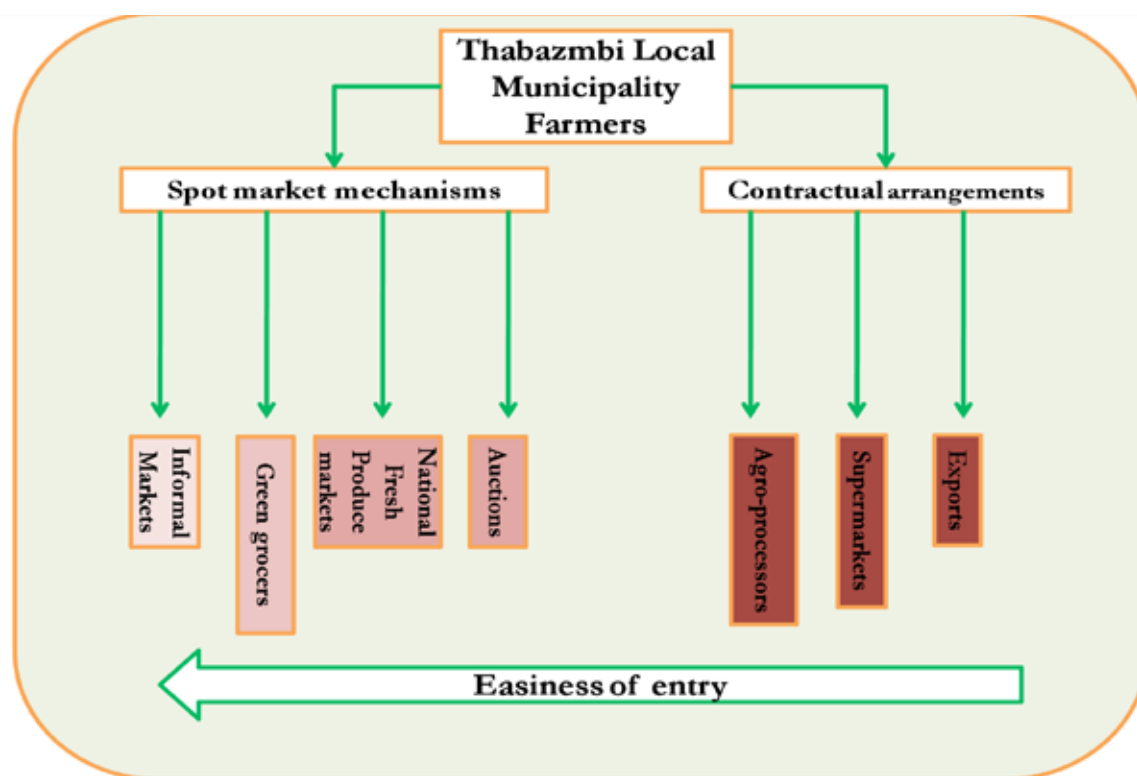 Thabazmbi Local
Municipality
Farmers
Spot market mechanisms
Contractual arrangements
Informal
Markets
Green grocers
National
Fresh
Produce
markets
Auctions
Agro-processors
Supermarkets
Exports
Easiness of entry